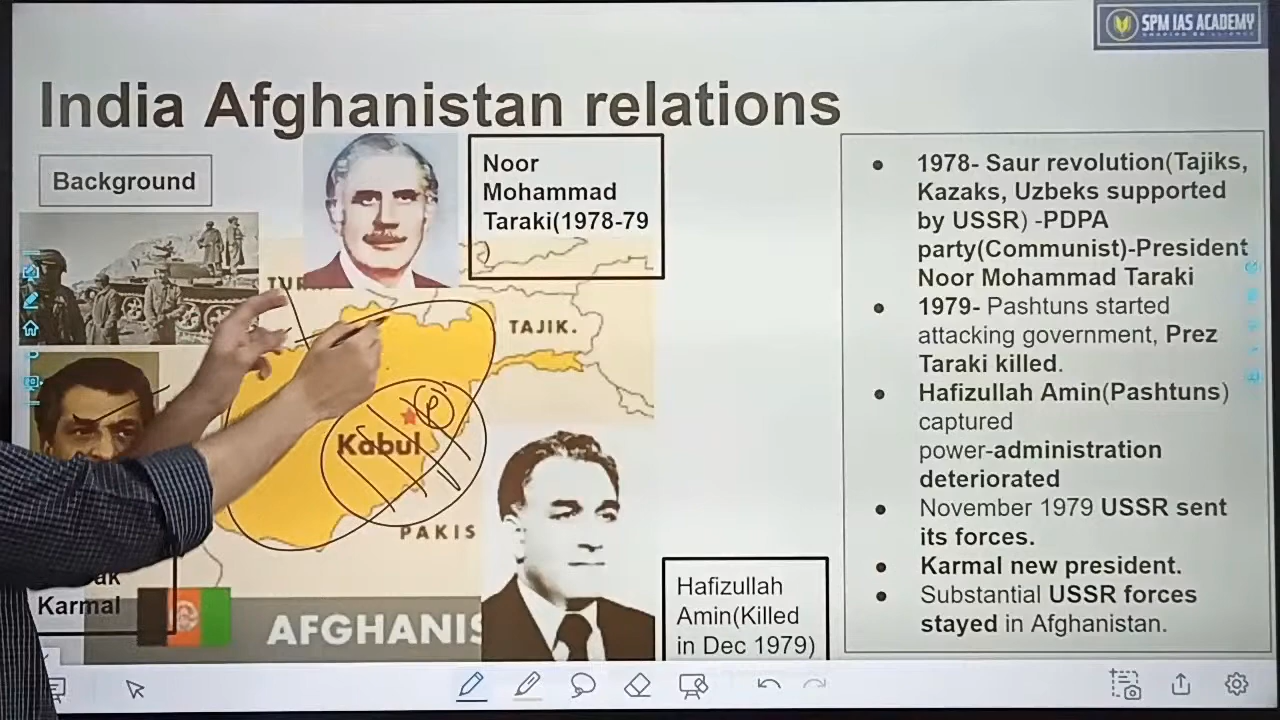 SPM IAS ACADEMY
India Afghanistan relations
Background
Noor
Mohammad
Taraki(1978-79
TUR
TAJIK.
Kabul
PAKIS
AFGHANIS
Karmal
Hafizullah
Amin(Killed
in Dec 1979)
1978- Saur revolution(Tajiks,
Kazaks, Uzbeks supported
by USSR) -PDPA
party(Communist)-President
Noor Mohammad Taraki
1979- Pashtuns started
attacking government, Prez
Taraki killed.
Hafizullah Amin(Pashtuns)
captured
power-administration
deteriorated
November 1979 USSR sent
its forces.
Karmal new president.
Substantial USSR forces
stayed in Afghanistan.